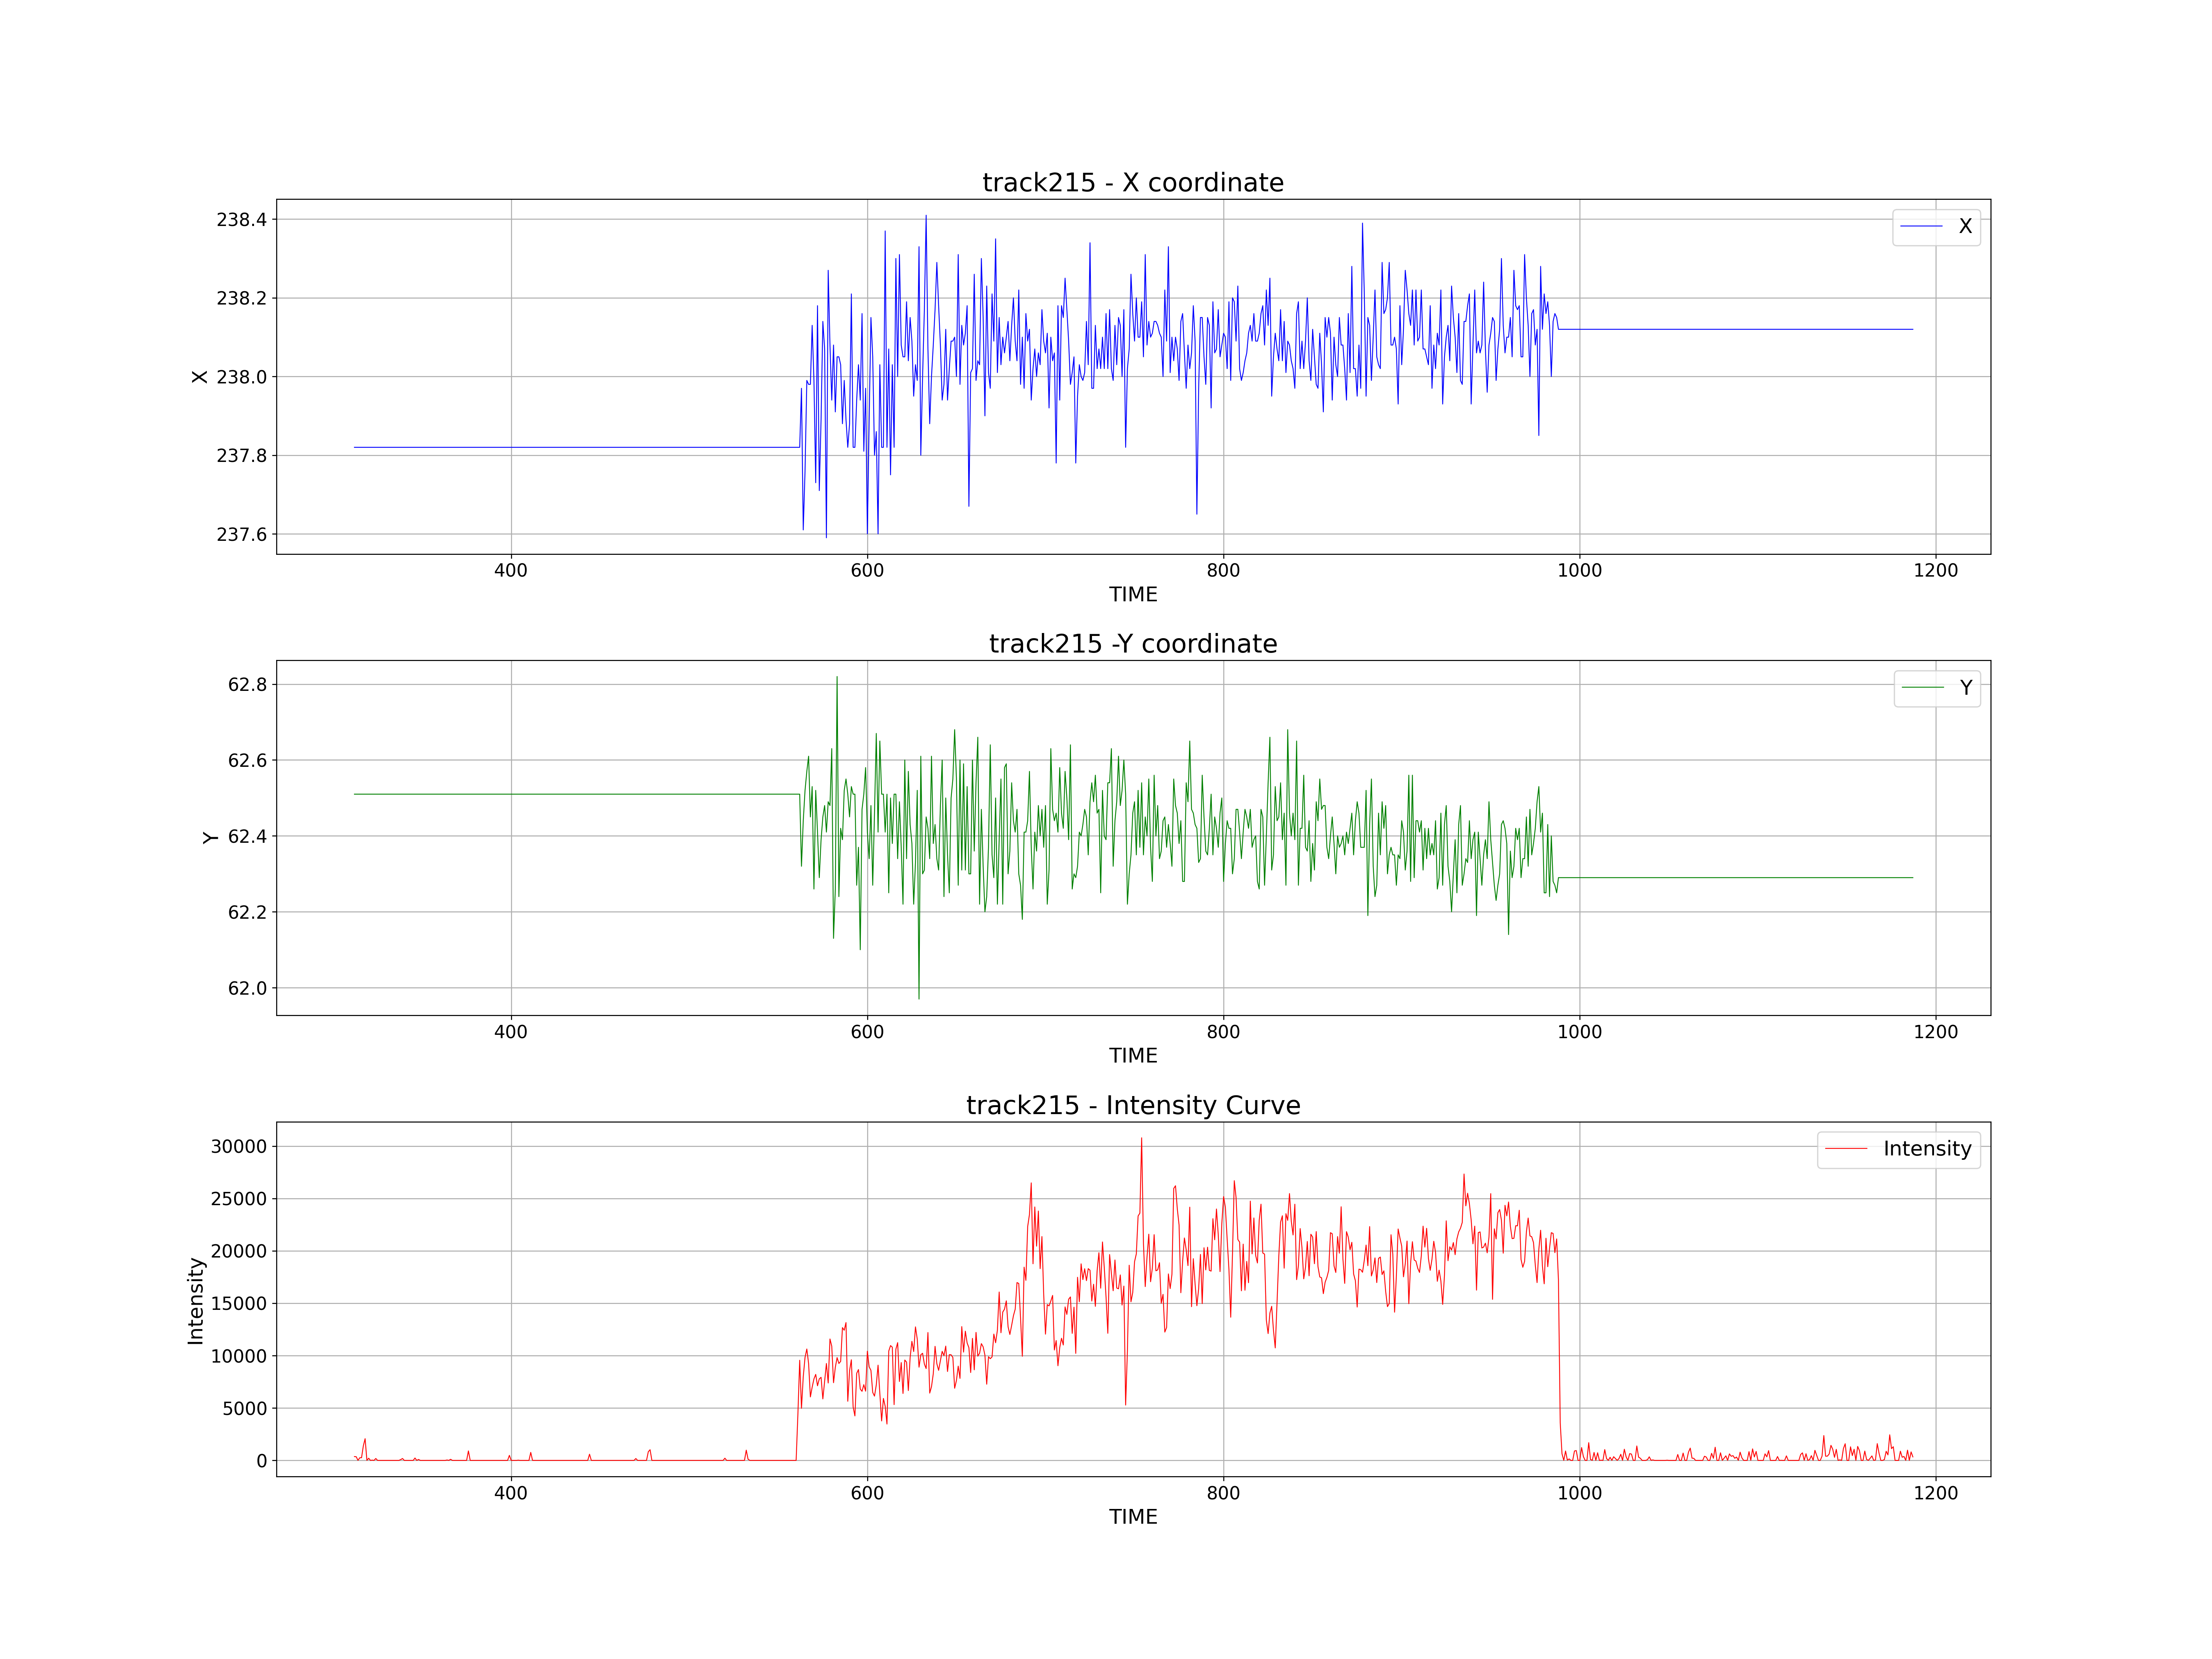 track215 - X coordinate
238.4
238.2
238.0
237.8
237.6
X
X
400 600 800 1000 1200
TIME
track215 -Y coordinate
62.8
62.6
62.4
62.2
62.0
Y
Y
400 600 800 1000 1200
TIME
track215 - Intensity Curve
30000
25000
20000
15000
10000
5000
0
Intensity
Intensity
400 600 800 1000 1200
TIME